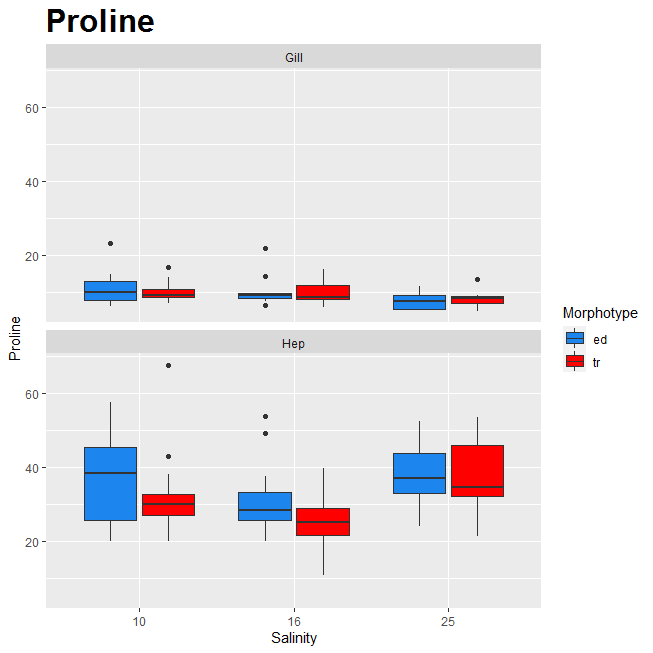 Proline
Gill
60
40
20
Hep
60
40
20
10
16
25
Salinity
Proline
Morphotype
ed
tr